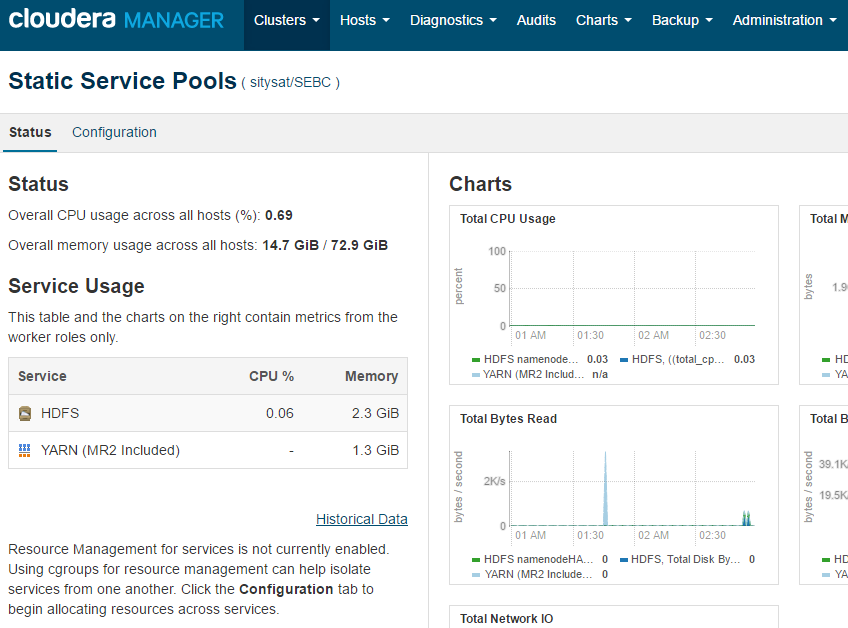 cloudera MANAGER Clusters Hosts Diagnostics Audits Charts Backup Administration
Static Service Pools ( sitysat/SEBC )
Status Configuration
Status
Overall CPU usage across all hosts (%): 0.69
Overall memory usage across all hosts: 14.7 GiB / 72.9 GiB
Service Usage
This table and the charts on the right contain metrics from the
worker roles only.
Service CPU % Memory
HDFS 0.06 2.3 GiB
YARN (MR2 Included) - 1.3 GiB
Historical Data
Resource Management for services is not currently enabled.
Using cgroups for resource management can help isolate
services from one another. Click the Configuration tab to
begin allocating resources across services.
Charts
Total CPU Usage
percent
100
50
0
01 AM 01:30 02 AM 02:30
HDFS namenode... 0.03 HDFS, ((total_cp... 0.03
YARN (MR2 Includ... n/a
Total M
bytes
1.9
HD
YA
Total Bytes Read
bytes / second
2K/s
0
01 AM 01:30 02 AM 02:30
HDFS namenodeHA... 0 HDFS, Total Disk By... 0
YARN (MR2 Include... 0
Total B
bytes / second
39.1K
19.5K
HD
YA
Total Network IO